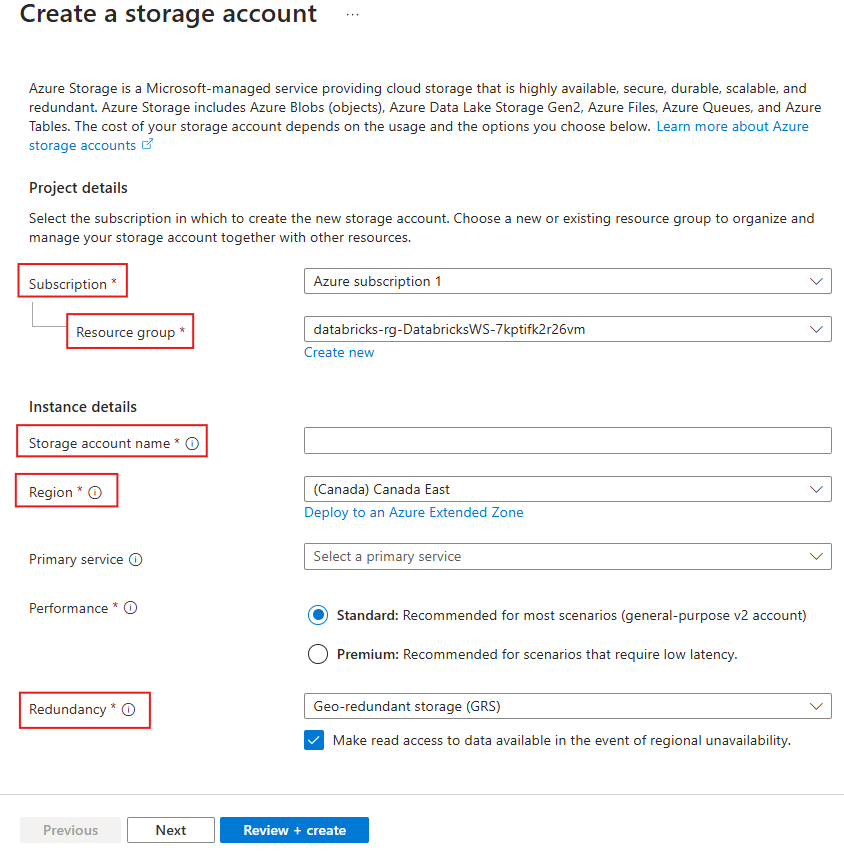 Create a storage account ...
Azure Storage is a Microsoft-managed service providing cloud storage that is highly available, secure, durable, scalable, and
redundant. Azure Storage includes Azure Blobs (objects), Azure Data Lake Storage Gen2, Azure Files, Azure Queues, and Azure
Tables. The cost of your storage account depends on the usage and the options you choose below. Learn more about Azure
storage accounts
Project details
Select the subscription in which to create the new storage account. Choose a new or existing resource group to organize and
manage your storage account together with other resources.
Subscription * Azure subscription 1
Resource group * databricks-rg-DatabricksWS-7kptifk2r26vm
Create new
Instance details
Storage account name *
Region * (Canada) Canada East
Deploy to an Azure Extended Zone
Primary service Select a primary service
Performance * Standard: Recommended for most scenarios (general-purpose v2 account)
Premium: Recommended for scenarios that require low latency.
Redundancy * Geo-redundant storage (GRS)
Make read access to data available in the event of regional unavailability.
Previous Next Review + create